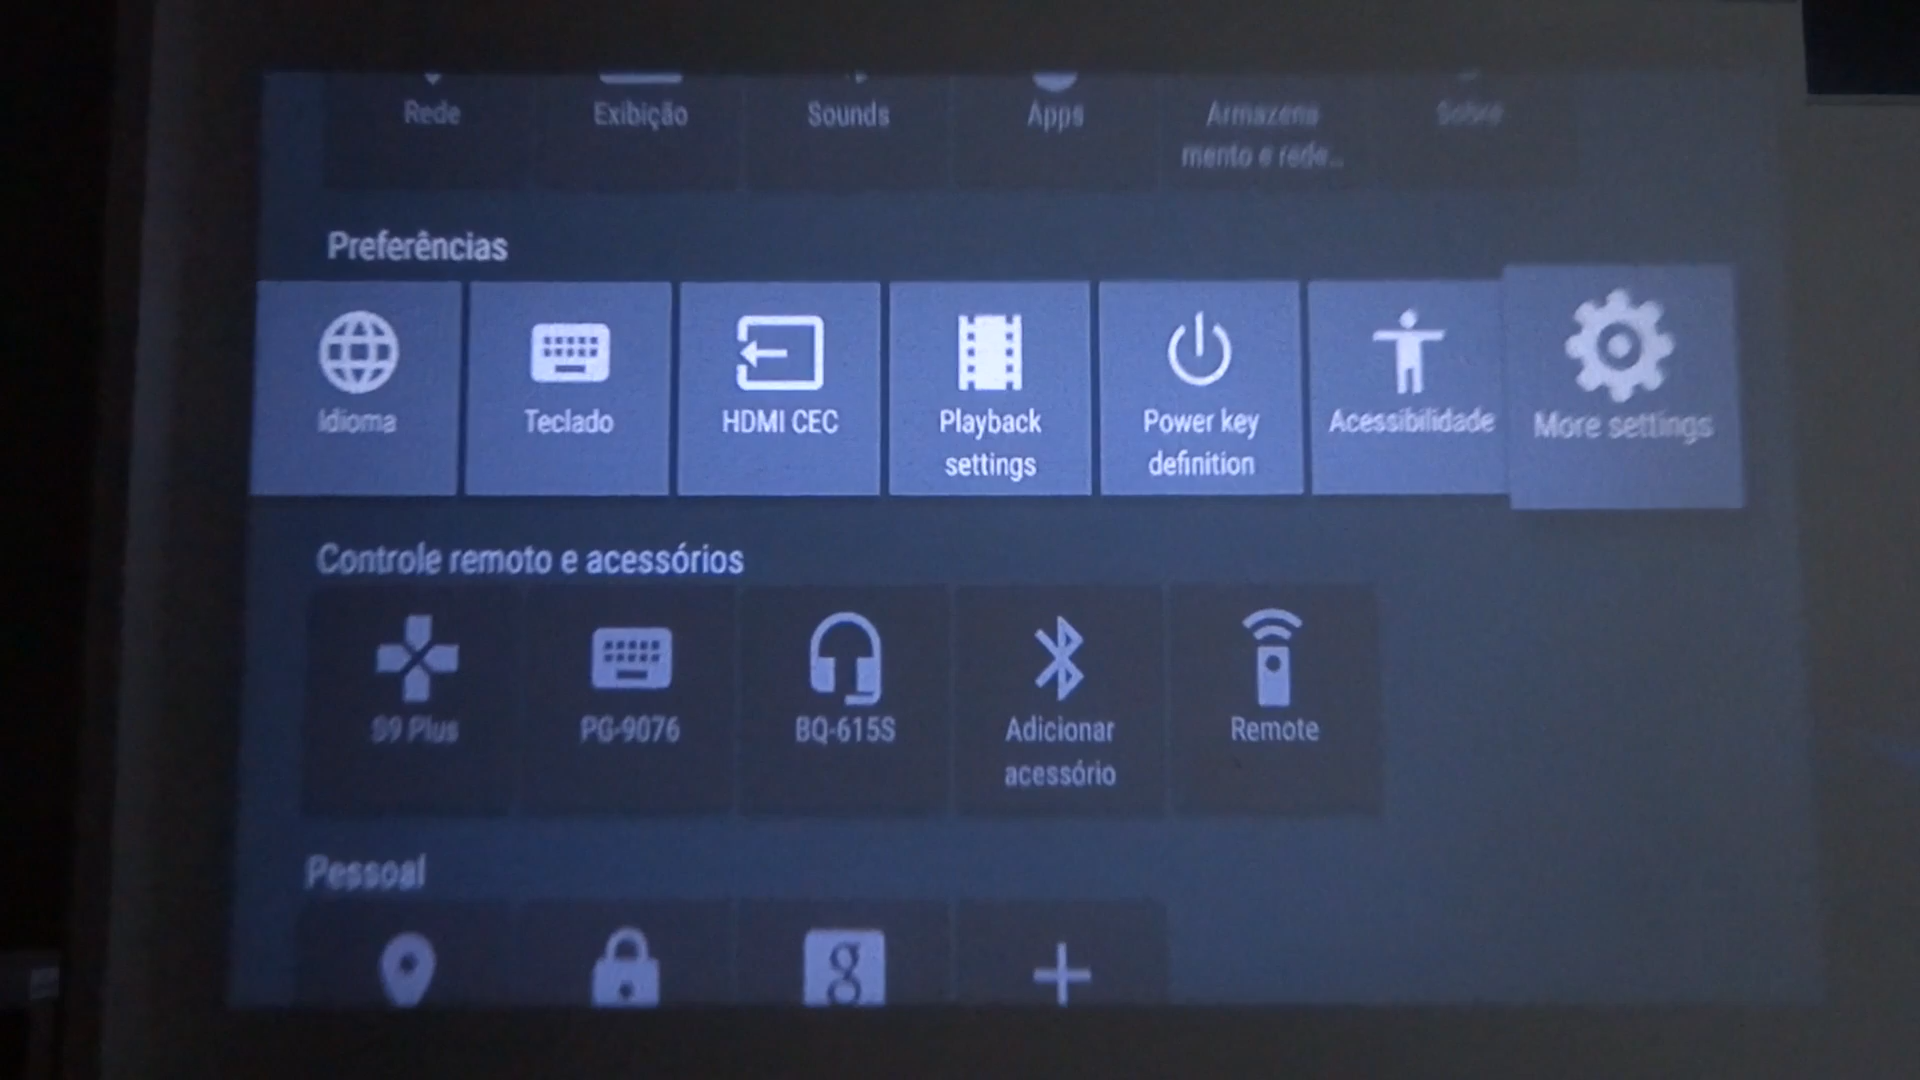 Rede
Exibição
Sounds
Apps
Armazena
mento e rede...
Sobre
Preferências
Idioma
Teclado
HDMI CEC
Playback
settings
Power key
definition
Acessibilidade
More settings
Controle remoto e acessórios
S9 Plus
PG-9076
BQ-615S
Adicionar
acessório
Remote
Pessoal
g